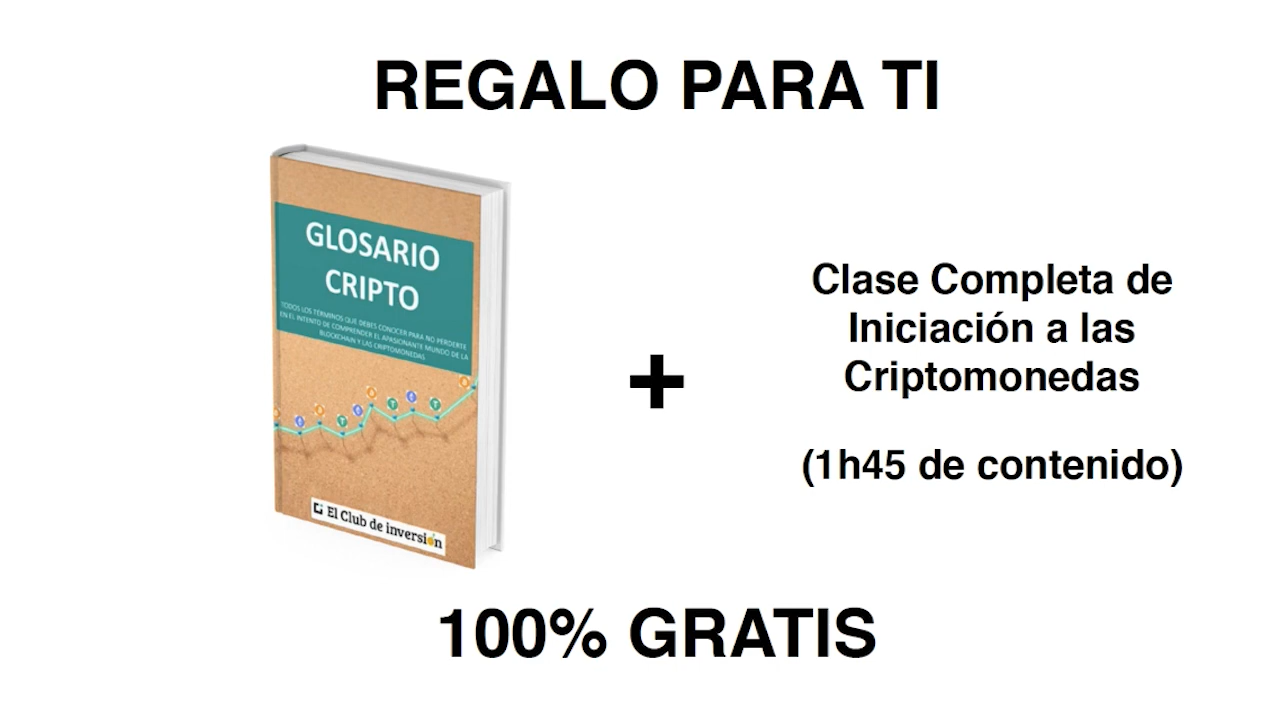 REGALO PARA TI
GLOSARIO
CRIPTO
TODOS LOS TÉRMINOS QUE DEBES CONOCER PARA NO PERDERTE
EN EL INTENTO DE COMPRENDER EL APASIONANTE MUNDO DE LA
BLOCKCHAIN Y LAS CRIPTOMONEDAS
El Club de inversión
+
Clase Completa de
Iniciación a las
Criptomonedas
(1h45 de contenido)
100% GRATIS